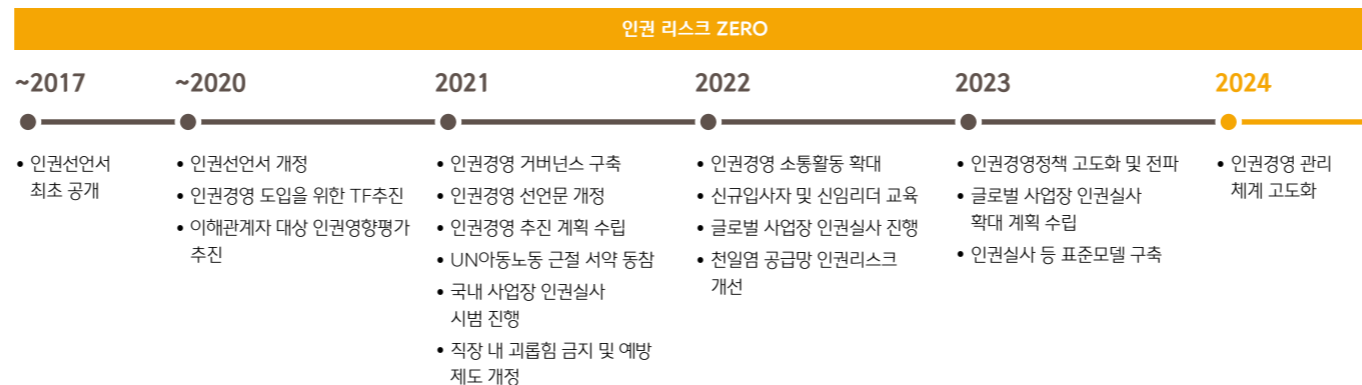 인권 리스크 ZERO
~2017
• 인권선언서
최초 공개
~2020
• 인권선언서 개정
• 인권경영 도입을 위한 TF추진
• 이해관계자 대상 인권영향평가
추진
2021
• 인권경영 거버넌스 구축
• 인권경영 선언문 개정
• 인권경영 추진 계획 수립
• UN아동노동 근절 서약 동참
• 국내 사업장 인권실사
시범 진행
• 직장 내 괴롭힘 금지 및 예방
제도 개정
2022
• 인권경영 소통활동 확대
• 신규입사자 및 신임리더 교육
• 글로벌 사업장 인권실사 진행
• 천일염 공급망 인권리스크
개선
2023
• 인권경영정책 고도화 및 전파
• 글로벌 사업장 인권실사
확대 계획 수립
• 인권실사 등 표준모델 구축
2024
• 인권경영 관리
체계 고도화